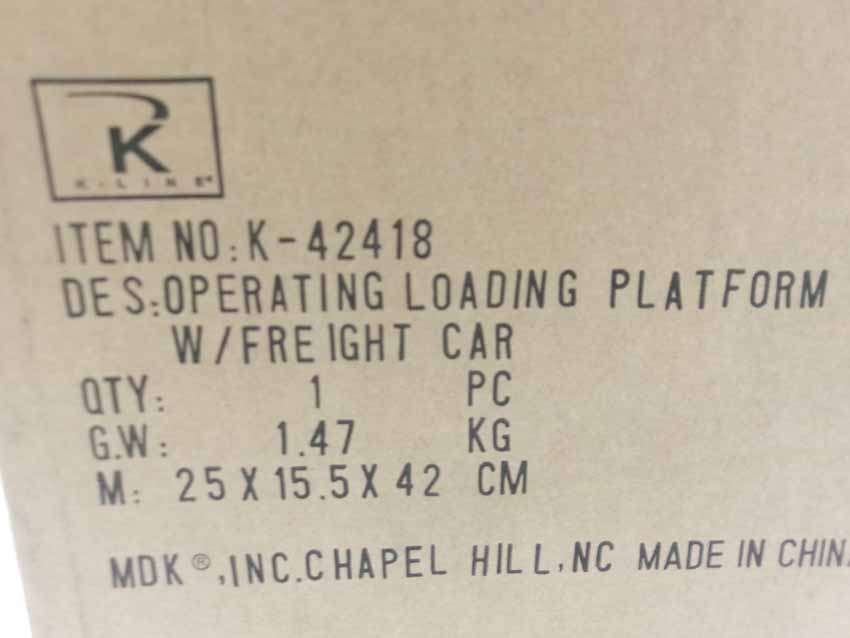 K
K-LINE®
ITEM NO:K-42418
DES:OPERATING LOADING PLATFORM
W/FREIGHT CAR
QTY: 1 PC
G.W: 1.47 KG
M: 25 X 15.5 X 42 CM
MDK®,INC.CHAPEL HILL,NC MADE IN CHINA